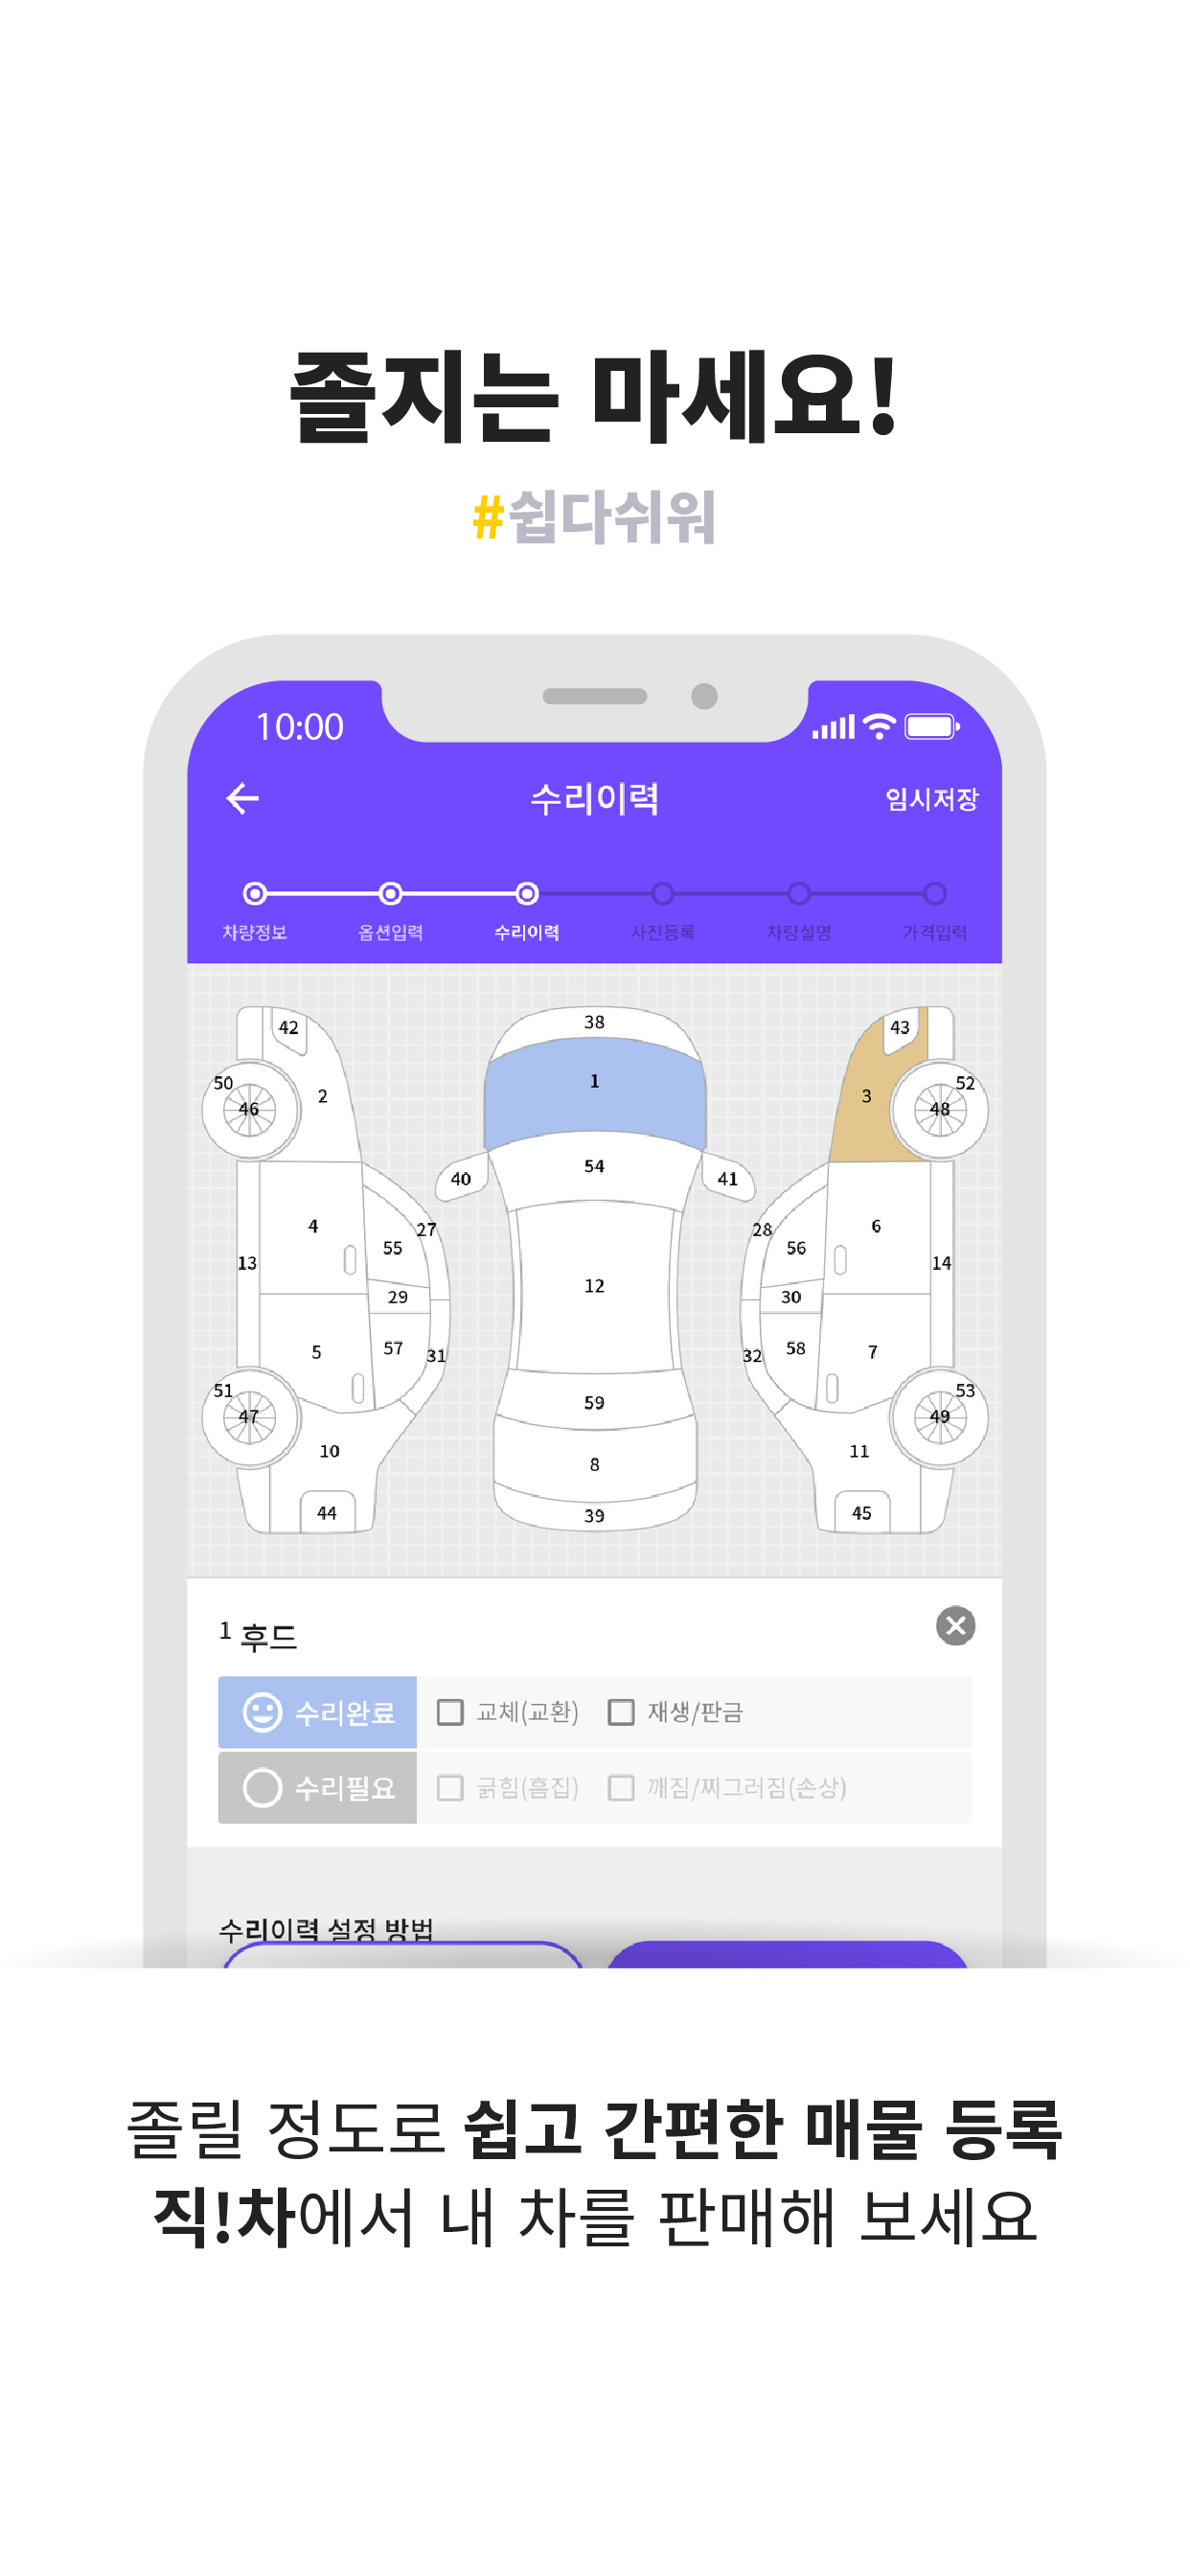 졸지는 마세요!
#쉽다쉬워
10:00
수리이력
임시저장
차량정보 옵션입력 수리이력 사진등록 차량설명 가격입력
42 38 43
50 46 2 1 3 48 52
40 54 41
4 55 27 28 56 6
13 29 12 30 14
5 57 31 32 58 7
51 47 59 49 53
10 8 11
44 39 45
1 후드
수리완료 교체(교환) 재생/판금
수리필요 긁힘(흠집) 깨짐/찌그러짐(손상)
수리이력 설정 방법
졸릴 정도로 쉽고 간편한 매물 등록
직!차에서 내 차를 판매해 보세요